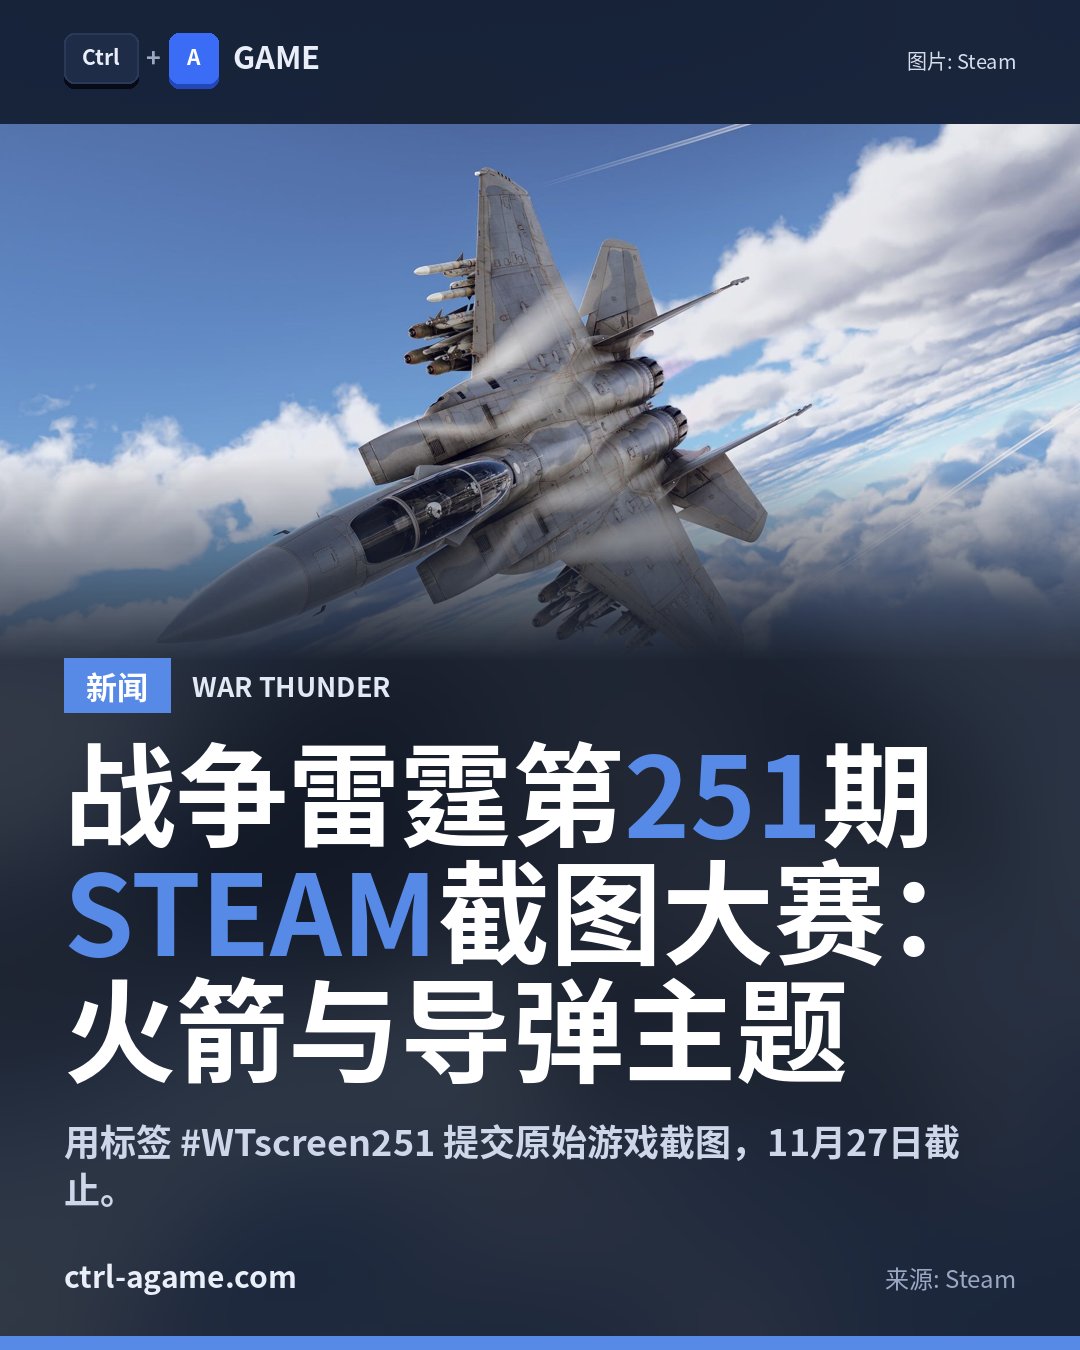 Ctrl + A GAME
图片: Steam
新闻 WAR THUNDER
战争雷霆第251期
STEAM截图大赛：
火箭与导弹主题
用标签 #WTscreen251 提交原始游戏截图，11月27日截
止。
ctrl-agame.com
来源: Steam